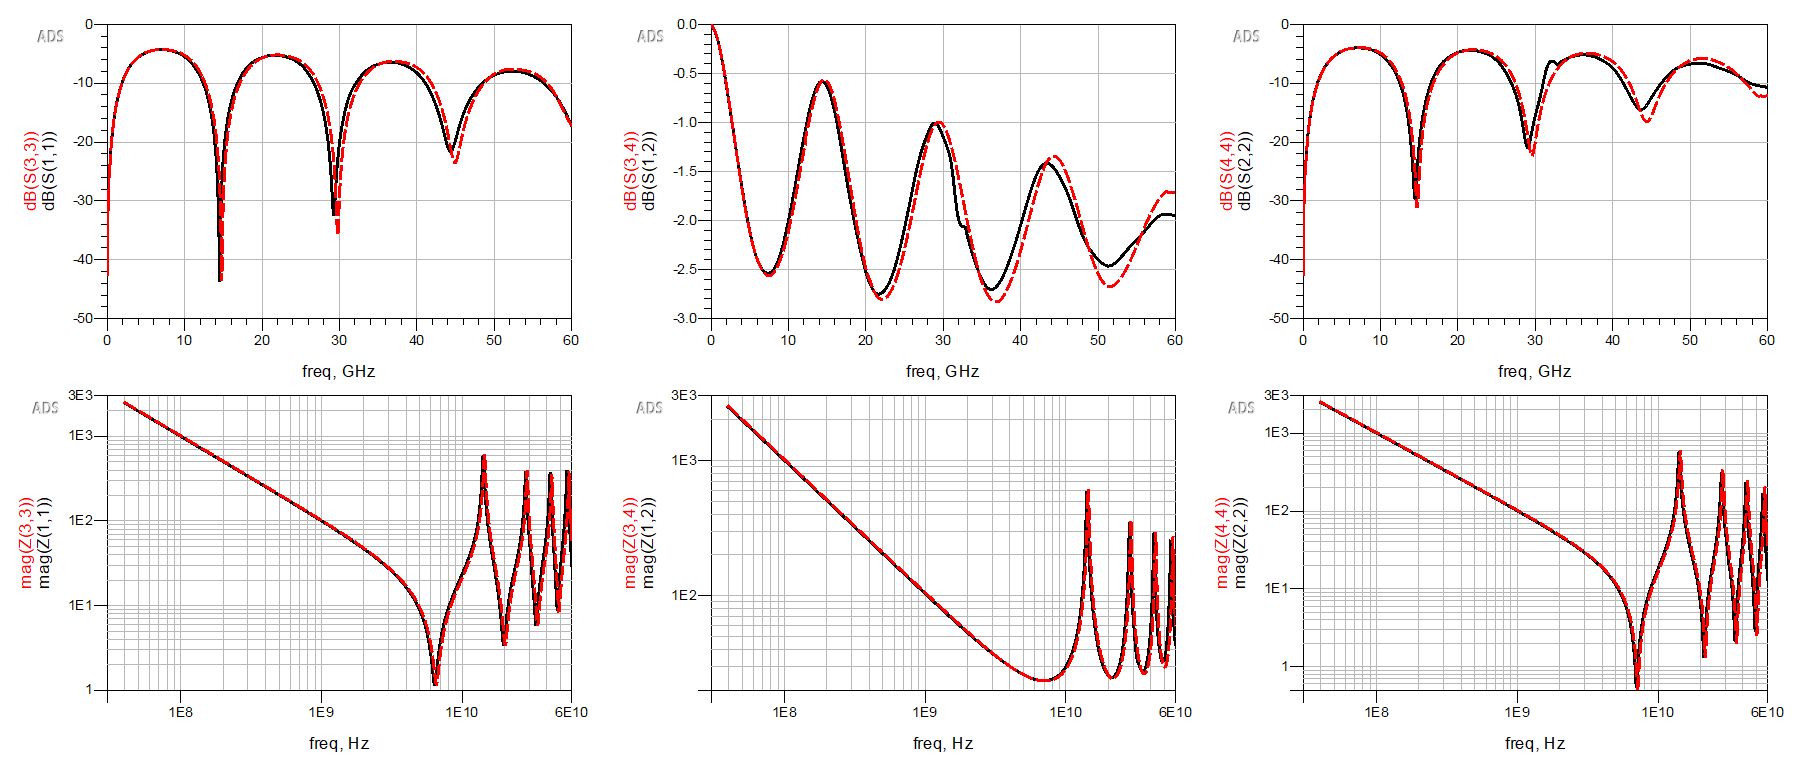 ADS
0
-10
-20
-30
-40
-50
dB(S(3,3))
dB(S(1,1))
0 10 20 30 40 50 60
freq, GHz
ADS
0.0
-0.5
-1.0
-1.5
-2.0
-2.5
-3.0
dB(S(3,4))
dB(S(1,2))
0 10 20 30 40 50 60
freq, GHz
ADS
0
-10
-20
-30
-40
-50
dB(S(4,4))
dB(S(2,2))
0 10 20 30 40 50 60
freq, GHz
ADS
3E3
1E3
1E2
1E1
1
mag(Z(3,3))
mag(Z(1,1))
1E8 1E9 1E10 6E10
freq, Hz
ADS
3E3
1E3
1E2
mag(Z(3,4))
mag(Z(1,2))
1E8 1E9 1E10 6E10
freq, Hz
ADS
3E3
1E3
1E2
1E1
1
mag(Z(4,4))
mag(Z(2,2))
1E8 1E9 1E10 6E10
freq, Hz